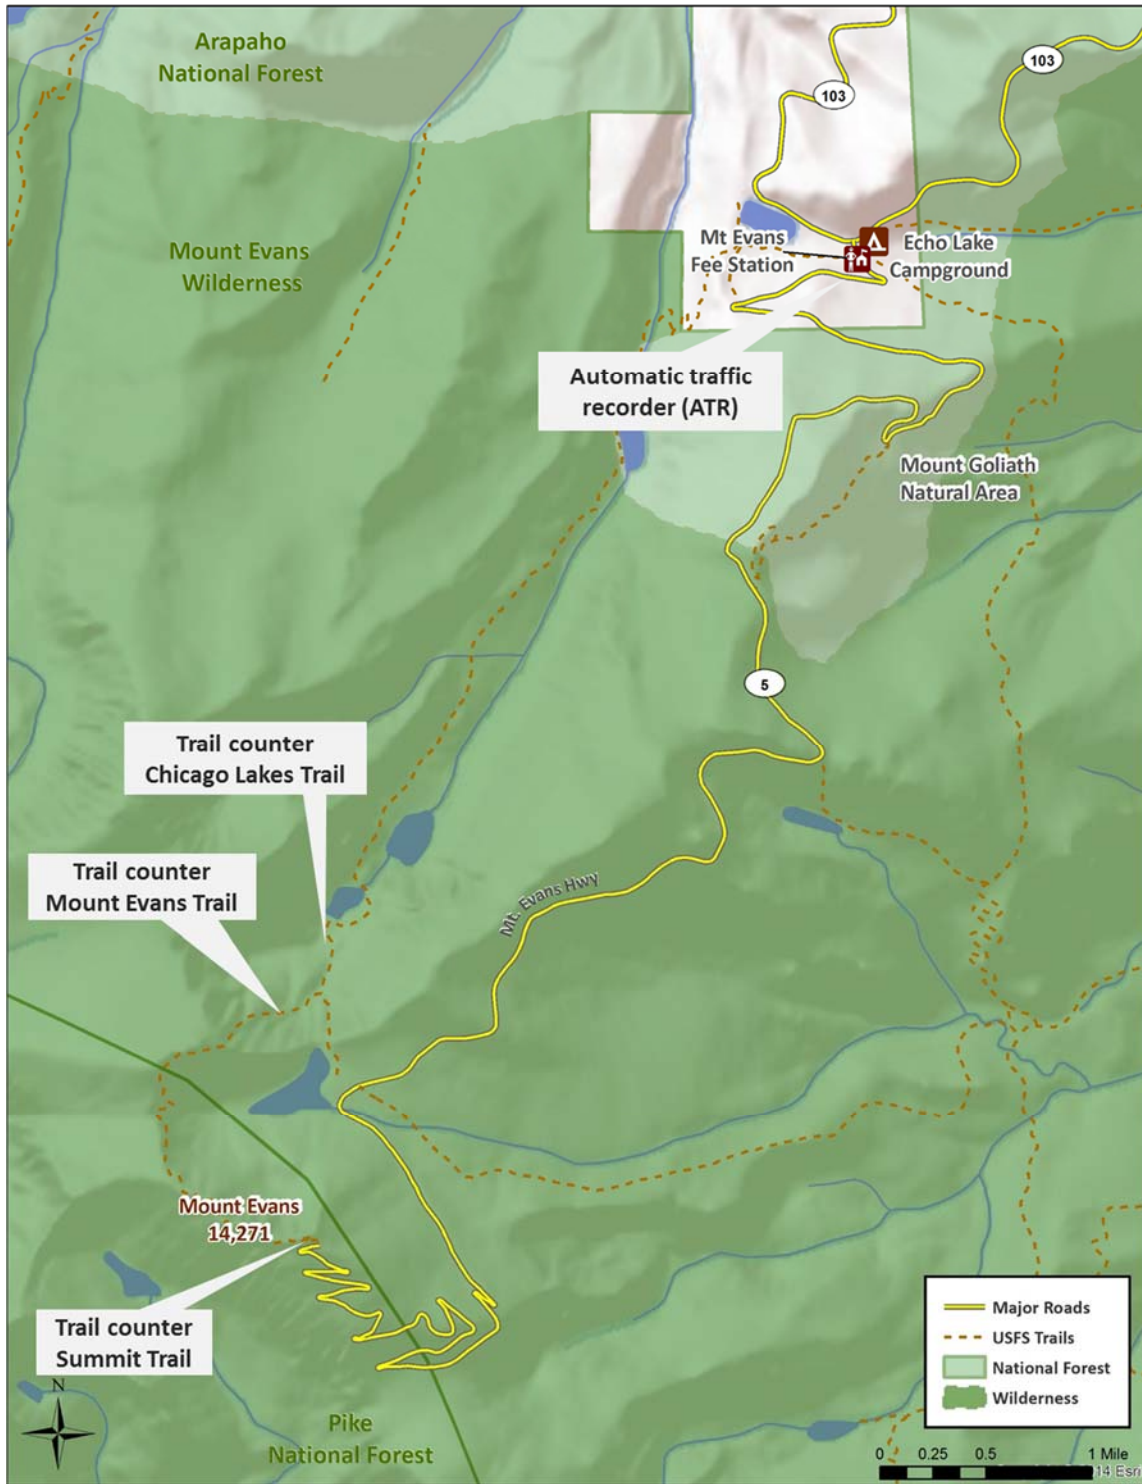 Arapaho
National Forest
103
103
Mount Evans
Wilderness
Mt Evans
Fee Station
Echo Lake
Campground
Automatic traffic
recorder (ATR)
Mount Goliath
Natural Area
5
Trail counter
Chicago Lakes Trail
Trail counter
Mount Evans Trail
Mt. Evans Hwy
Mount Evans
14,271
Trail counter
Summit Trail
Major Roads
USFS Trails
National Forest
Wilderness
N
Pike
National Forest
0 0.25 0.5 1 Mile
14 Esri